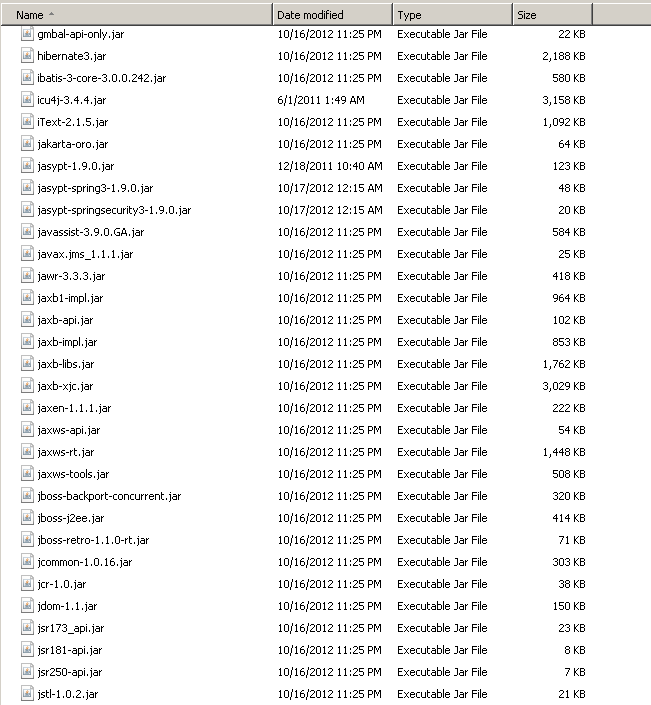 Name Date modified Type Size
gmbal-api-only.jar 10/16/2012 11:25 PM Executable Jar File 22 KB
hibernate3.jar 10/16/2012 11:25 PM Executable Jar File 2,188 KB
ibatis-3-core-3.0.0.242.jar 10/16/2012 11:25 PM Executable Jar File 580 KB
icu4j-3.4.4.jar 6/1/2011 1:49 AM Executable Jar File 3,158 KB
iText-2.1.5.jar 10/16/2012 11:25 PM Executable Jar File 1,092 KB
jakarta-oro.jar 10/16/2012 11:25 PM Executable Jar File 64 KB
jasypt-1.9.0.jar 12/18/2011 10:40 AM Executable Jar File 123 KB
jasypt-spring3-1.9.0.jar 10/17/2012 12:15 AM Executable Jar File 48 KB
jasypt-springsecurity3-1.9.0.jar 10/17/2012 12:15 AM Executable Jar File 20 KB
javassist-3.9.0.GA.jar 10/16/2012 11:25 PM Executable Jar File 584 KB
javax.jms_1.1.1.jar 10/16/2012 11:25 PM Executable Jar File 25 KB
jawr-3.3.3.jar 10/16/2012 11:25 PM Executable Jar File 418 KB
jaxb1-impl.jar 10/16/2012 11:25 PM Executable Jar File 964 KB
jaxb-api.jar 10/16/2012 11:25 PM Executable Jar File 102 KB
jaxb-impl.jar 10/16/2012 11:25 PM Executable Jar File 853 KB
jaxb-libs.jar 10/16/2012 11:25 PM Executable Jar File 1,762 KB
jaxb-xjc.jar 10/16/2012 11:25 PM Executable Jar File 3,029 KB
jaxen-1.1.1.jar 10/16/2012 11:25 PM Executable Jar File 222 KB
jaxws-api.jar 10/16/2012 11:25 PM Executable Jar File 54 KB
jaxws-rt.jar 10/16/2012 11:25 PM Executable Jar File 1,448 KB
jaxws-tools.jar 10/16/2012 11:25 PM Executable Jar File 508 KB
jboss-backport-concurrent.jar 10/16/2012 11:25 PM Executable Jar File 320 KB
jboss-j2ee.jar 10/16/2012 11:25 PM Executable Jar File 414 KB
jboss-retro-1.1.0-rt.jar 10/16/2012 11:25 PM Executable Jar File 71 KB
jcommon-1.0.16.jar 10/16/2012 11:25 PM Executable Jar File 303 KB
jcr-1.0.jar 10/16/2012 11:25 PM Executable Jar File 38 KB
jdom-1.1.jar 10/16/2012 11:25 PM Executable Jar File 150 KB
jsr173_api.jar 10/16/2012 11:25 PM Executable Jar File 23 KB
jsr181-api.jar 10/16/2012 11:25 PM Executable Jar File 8 KB
jsr250-api.jar 10/16/2012 11:25 PM Executable Jar File 7 KB
jstl-1.0.2.jar 10/16/2012 11:25 PM Executable Jar File 21 KB